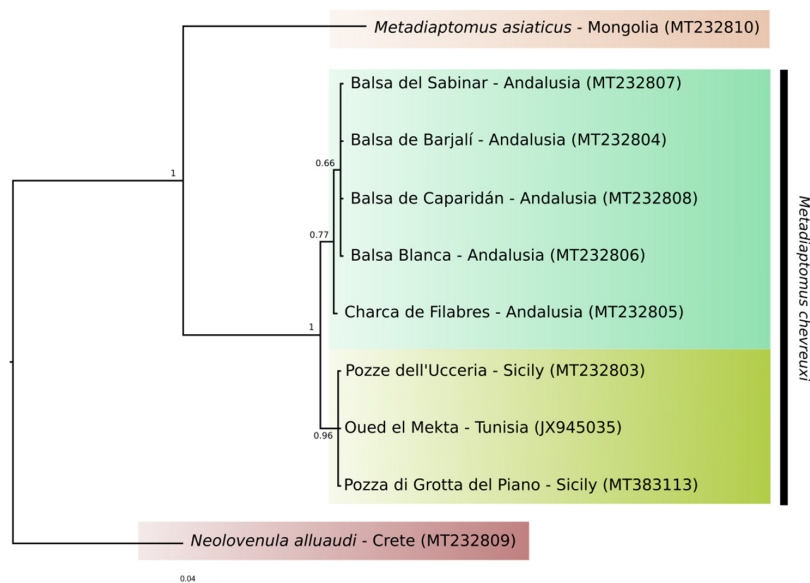 Metadiaptomus asiaticus - Mongolia (MT232810)
Balsa del Sabinar - Andalusia (MT232807)
Balsa de Barjalí - Andalusia (MT232804)
0.66
1
Balsa de Caparidán - Andalusia (MT232808)
0.77
Balsa Blanca - Andalusia (MT232806)
Charca de Filabres - Andalusia (MT232805)
1
Metadiaptomus chevreuxi
Pozze dell'Ucceria - Sicily (MT232803)
Oued el Mekta - Tunisia (JX945035)
0.96
Pozza di Grotta del Piano - Sicily (MT383113)
Neolovenula alluaudi - Crete (MT232809)
0.04